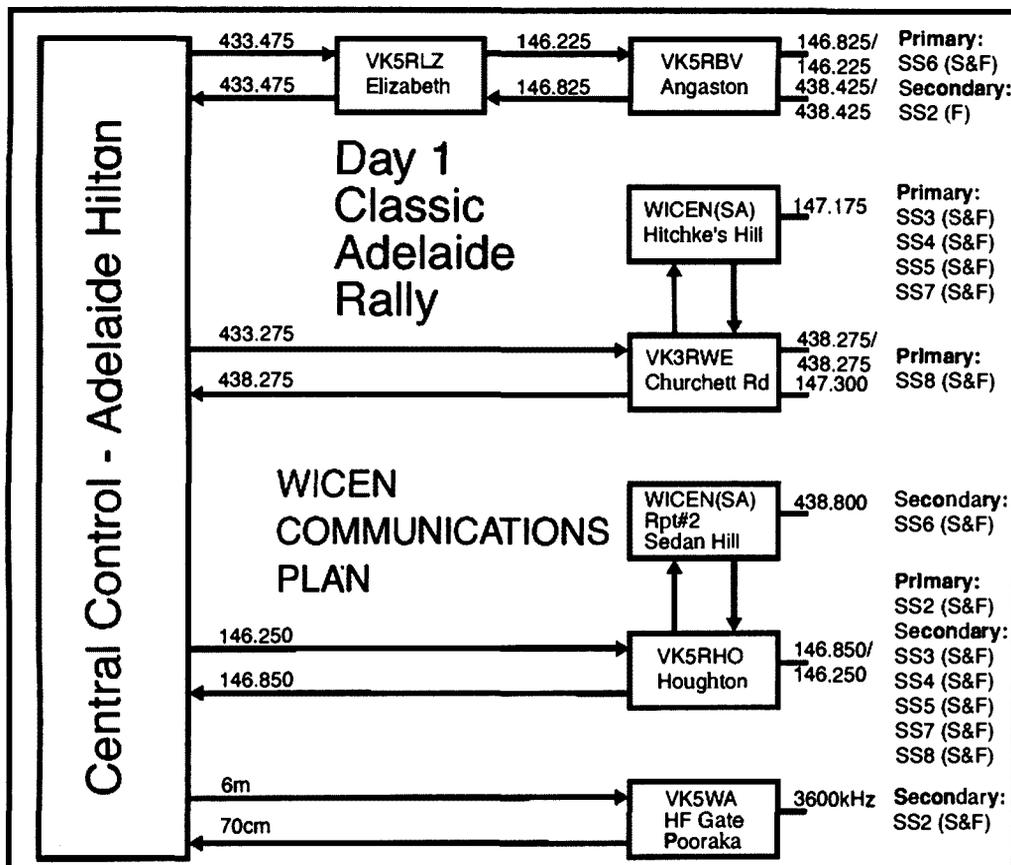 Central Control - Adelaide Hilton
433.475
433.475
VK5RLZ
Elizabeth
146.225
146.825
VK5RBV
Angaston
146.825/
146.225
438.425/
438.425
Primary:
SS6 (S&F)
Secondary:
SS2 (F)
Day 1
Classic
Adelaide
Rally
WICEN(SA)
Hitchke's Hill
147.175
Primary:
SS3 (S&F)
SS4 (S&F)
SS5 (S&F)
SS7 (S&F)
433.275
438.275
VK3RWE
Churchett Rd
438.275/
438.275
147.300
Primary:
SS8 (S&F)
WICEN
COMMUNICATIONS
PLAN
WICEN(SA)
Rpt#2
Sedan Hill
438.800
Secondary:
SS6 (S&F)
146.250
146.850
VK5RHO
Houghton
146.850/
146.250
Primary:
SS2 (S&F)
Secondary:
SS3 (S&F)
SS4 (S&F)
SS5 (S&F)
SS7 (S&F)
SS8 (S&F)
6m
70cm
VK5WA
HF Gate
Pooraka
3600kHz
Secondary:
SS2 (S&F)